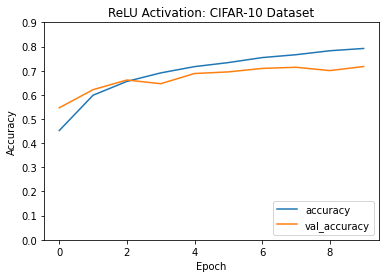 ReLU Activation: CIFAR-10 Dataset
0.9
0.8
0.7
0.6
0.5
0.4
0.3
0.2
0.1
0.0
Accuracy
0 2 4 6 8
Epoch
accuracy
val_accuracy